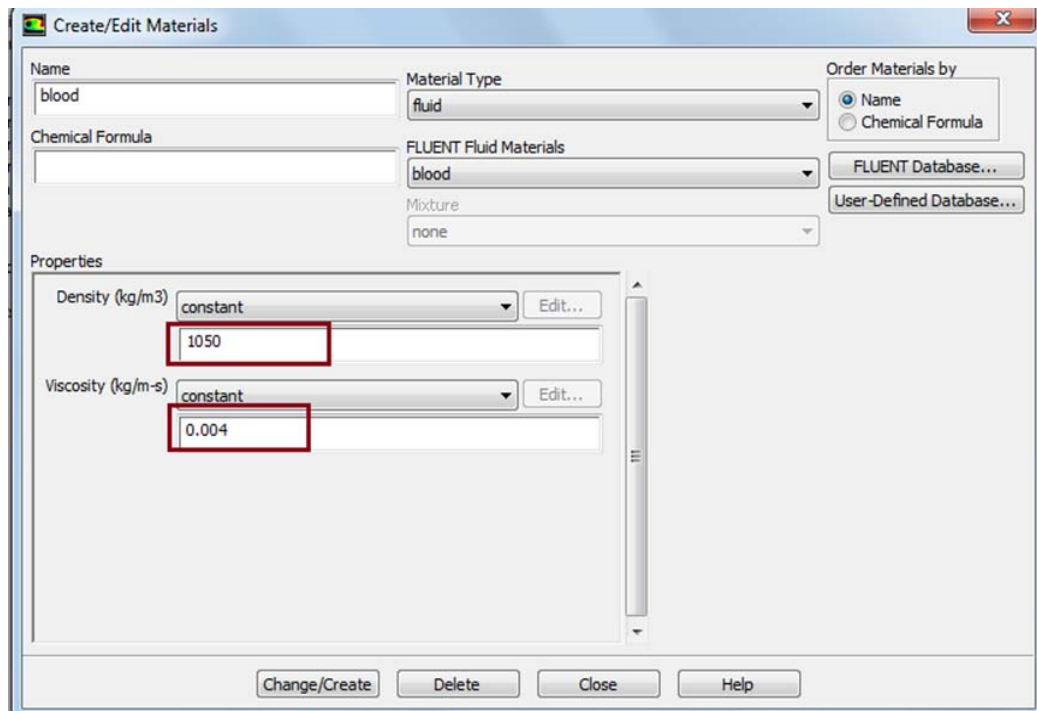 Create/Edit Materials
Name
blood
Material Type
fluid
Order Materials by
Name
Chemical Formula
Chemical Formula
FLUENT Fluid Materials
blood
FLUENT Database...
User-Defined Database...
Mixture
none
Properties
Density (kg/m3)
constant
Edit...
1050
Viscosity (kg/m-s)
constant
Edit...
0.004
Change/Create
Delete
Close
Help